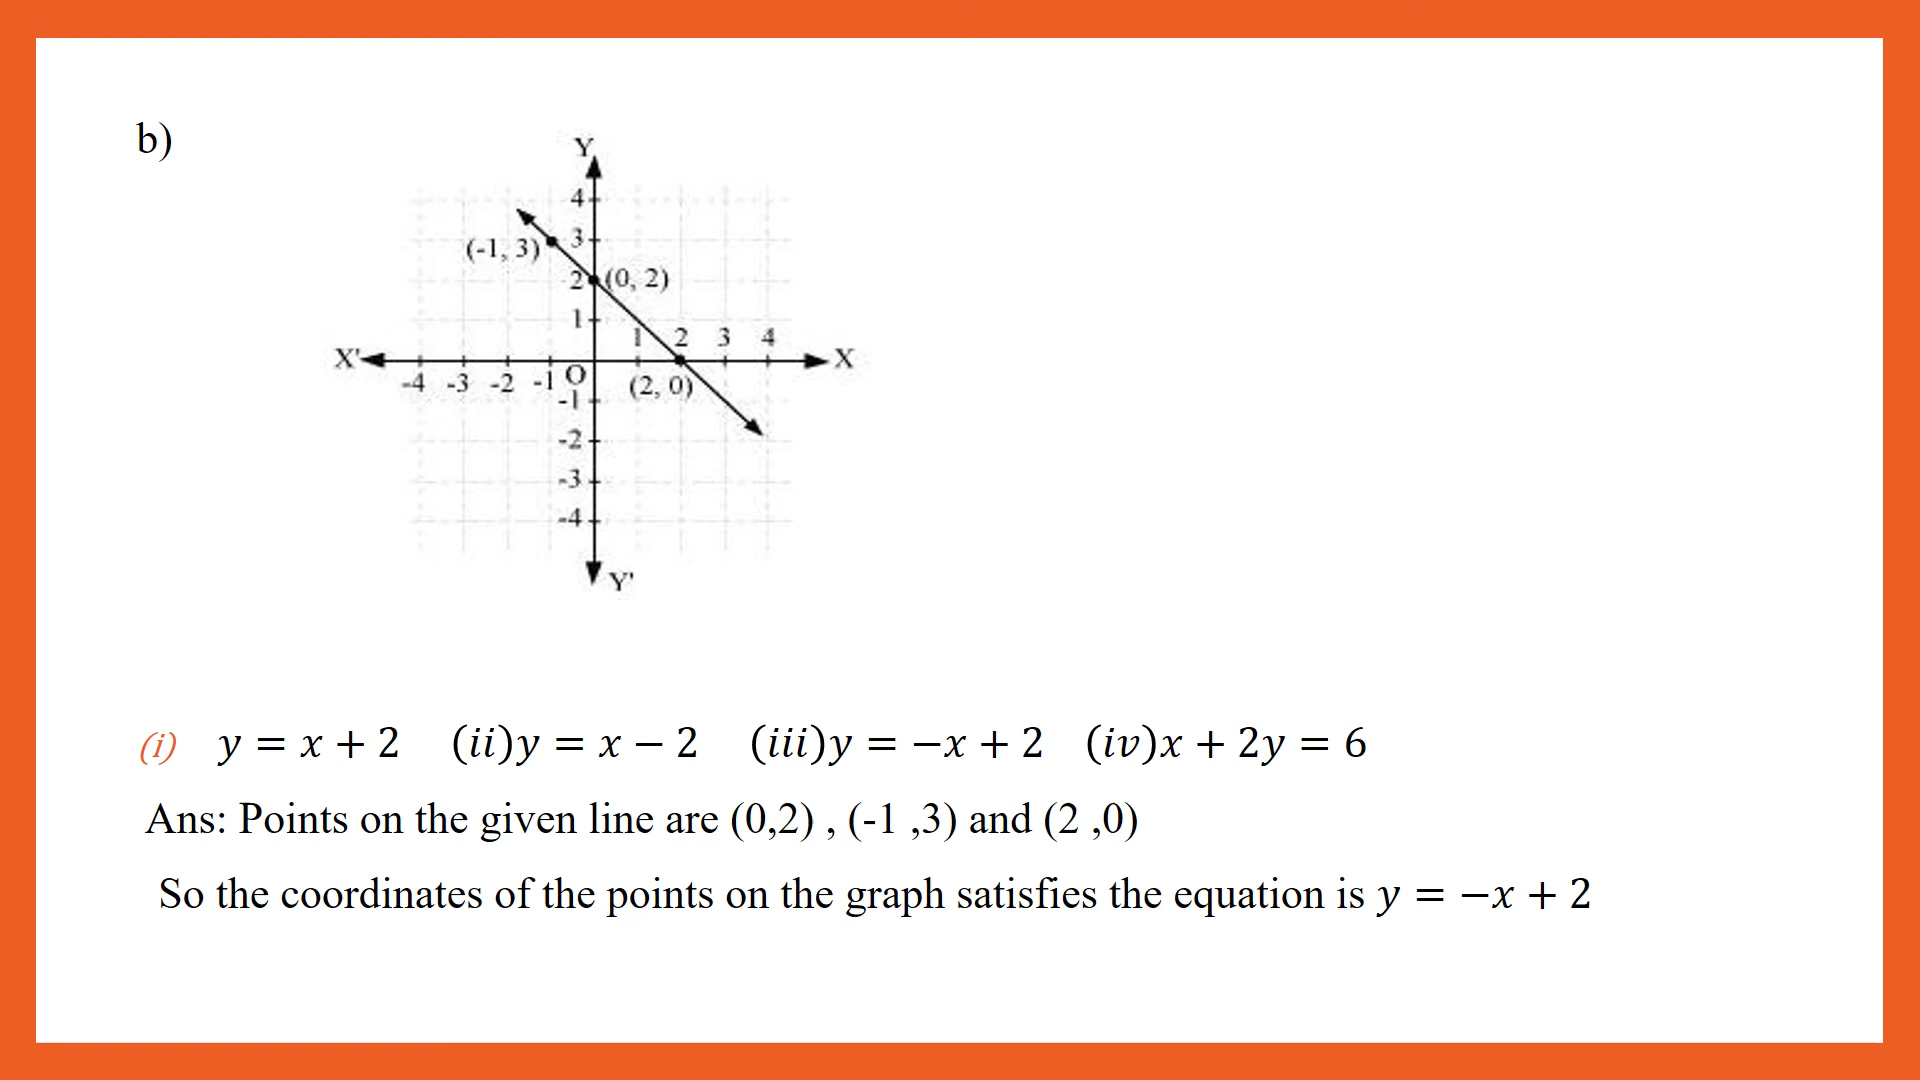 b)
Y
4
3
(-1, 3)
2
(0, 2)
1
1 2 3 4
X' X
-4 -3 -2 -1 O
(2, 0)
-1
-2
-3
-4
Y'
(i) y = x + 2 (ii)y = x − 2 (iii)y = −x + 2 (iv)x + 2y = 6
Ans: Points on the given line are (0,2) , (-1 ,3) and (2 ,0)
So the coordinates of the points on the graph satisfies the equation is y = −x + 2